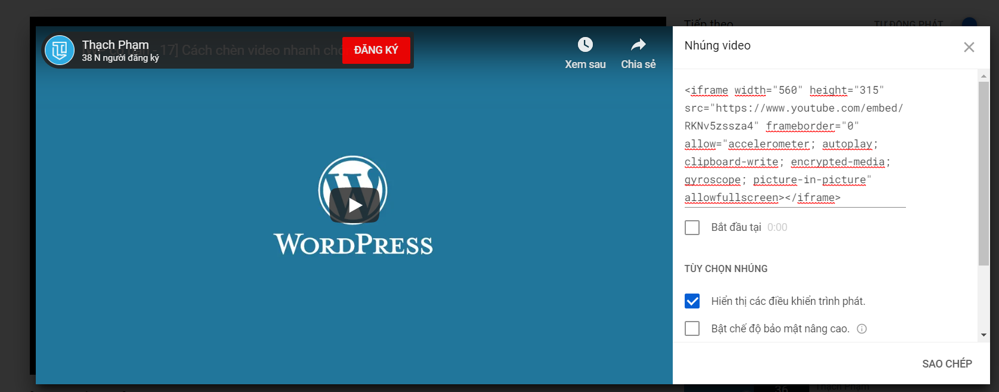 Thạch Phạm
38 N người đăng ký
17] Cách chèn video nhanh
ĐĂNG KÝ
Xem sau
Chia sẻ
WORDPRESS
Tiếp theo
TỰ ĐỘNG PHÁT
Nhúng video
<iframe width="560" height="315"
src="https://www.youtube.com/embed/
RKNv5zssza4" frameborder="0"
allow="accelerometer; autoplay;
clipboard-write; encrypted-media;
gyroscope; picture-in-picture"
allowfullscreen></iframe>
Bắt đầu tại 0:00
TÙY CHỌN NHÚNG
Hiển thị các điều khiển trình phát.
Bật chế độ bảo mật nâng cao.
SAO CHÉP
36
Thạch Phạm